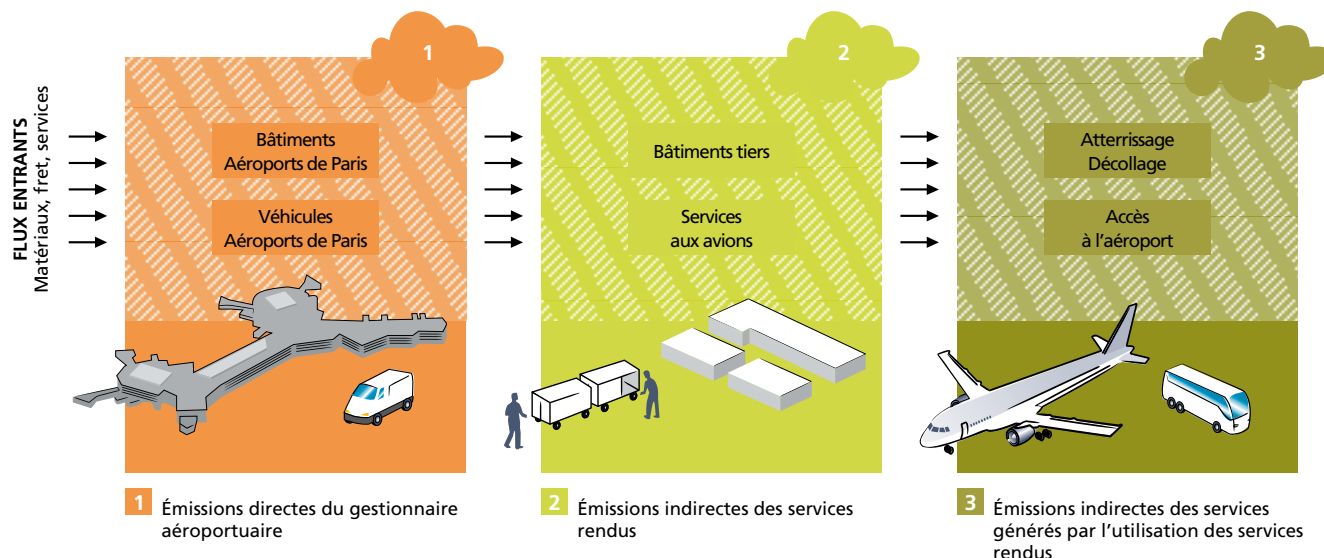 FLUX ENTRANTS
Matériaux, fret, services
1
Bâtiments
Aéroports de Paris
Véhicules
Aéroports de Paris
2
Bâtiments tiers
Services
aux avions
3
Atterrissage
Décollage
Accès
à l'aéroport
1 Émissions directes du gestionnaire
aéroportuaire
2 Émissions indirectes des services
rendus
3 Émissions indirectes des services
générés par l'utilisation des services
rendus